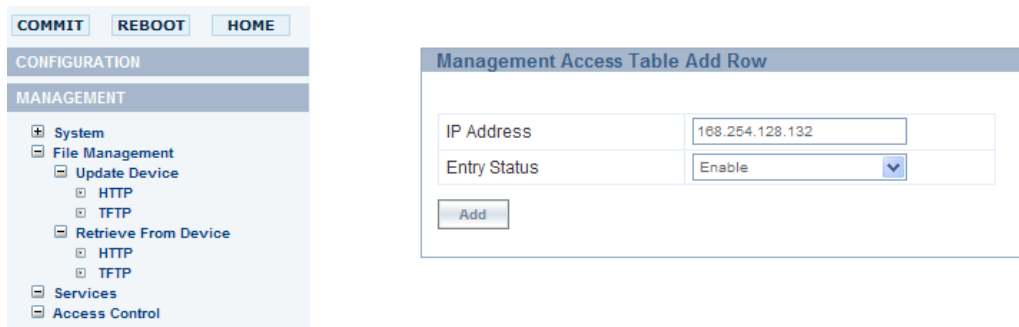 COMMIT REBOOT HOME
CONFIGURATION
MANAGEMENT
System
File Management
Update Device
HTTP
TFTP
Retrieve From Device
HTTP
TFTP
Services
Access Control
Management Access Table Add Row
IP Address 168.254.128.132
Entry Status Enable
Add